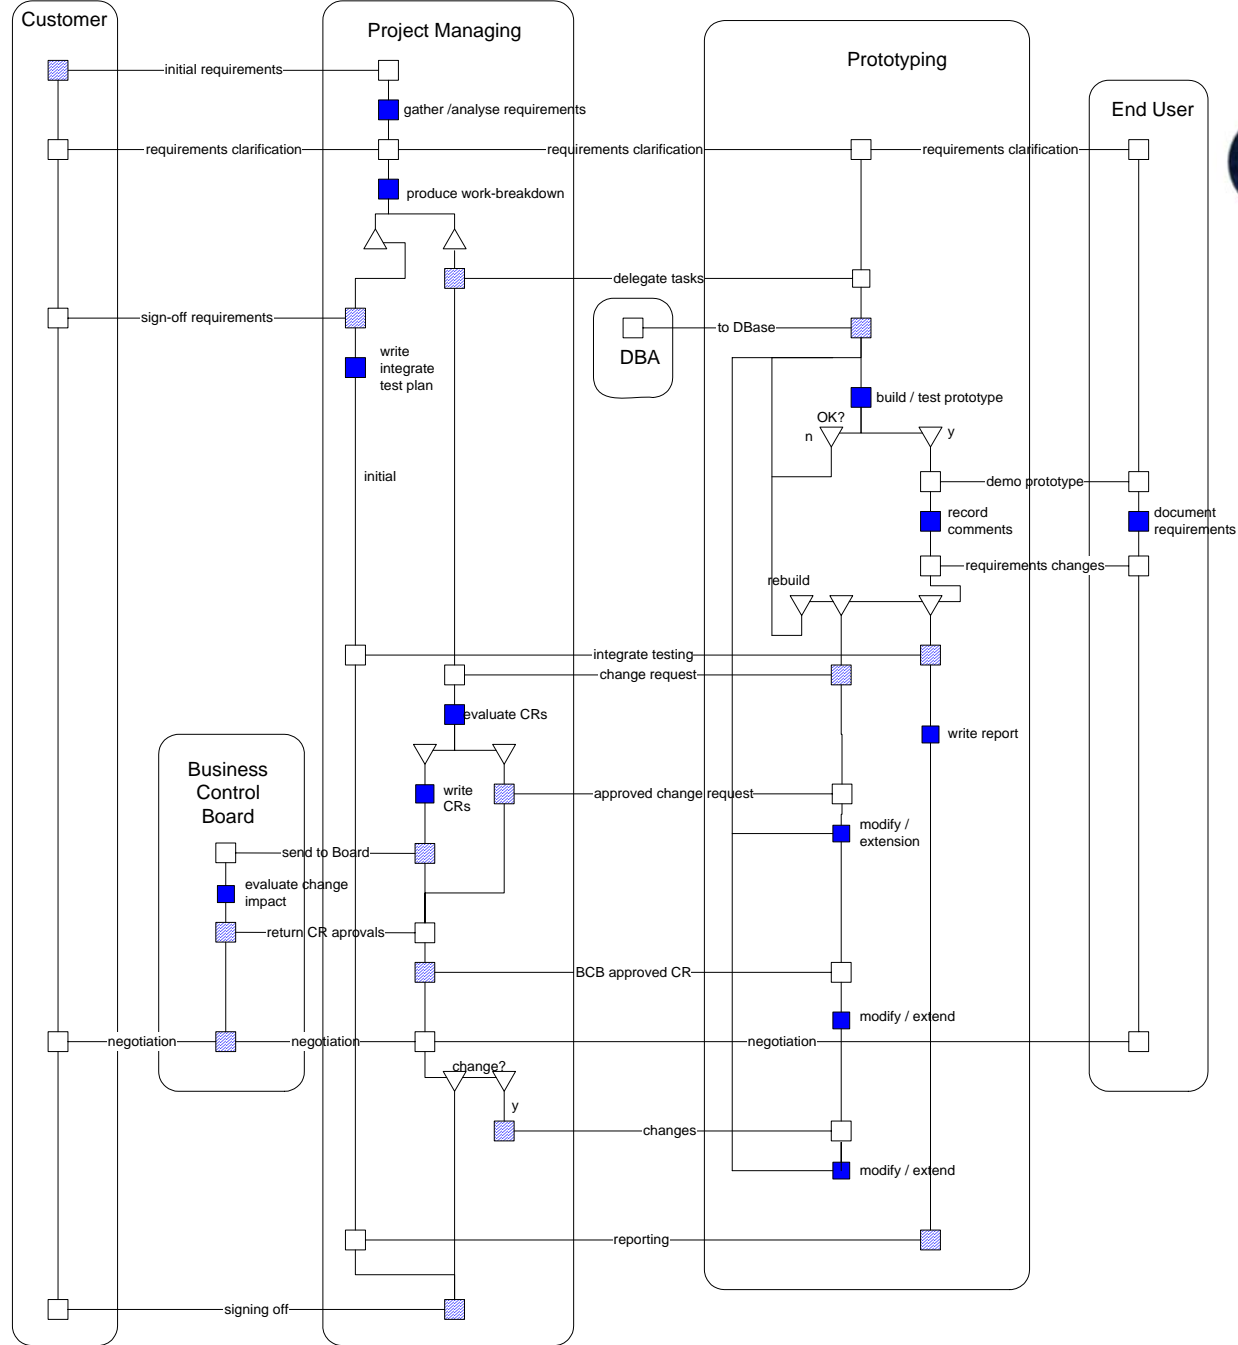 Customer
Project Managing
Prototyping
End User
initial requirements
gather /analyse requirements
requirements clarification
requirements clarification
requirements clarification
produce work-breakdown
delegate tasks
sign-off requirements
to DBase
DBA
write
integrate
test plan
build / test prototype
OK?
n
y
initial
demo prototype
record
comments
document
requirements
requirements changes
rebuild
integrate testing
change request
evaluate CRs
write report
Business
Control
Board
write
CRs
approved change request
modify /
extension
send to Board
evaluate change
impact
return CR aprovals
BCB approved CR
modify / extend
negotiation
negotiation
negotiation
change?
y
changes
modify / extend
reporting
signing off